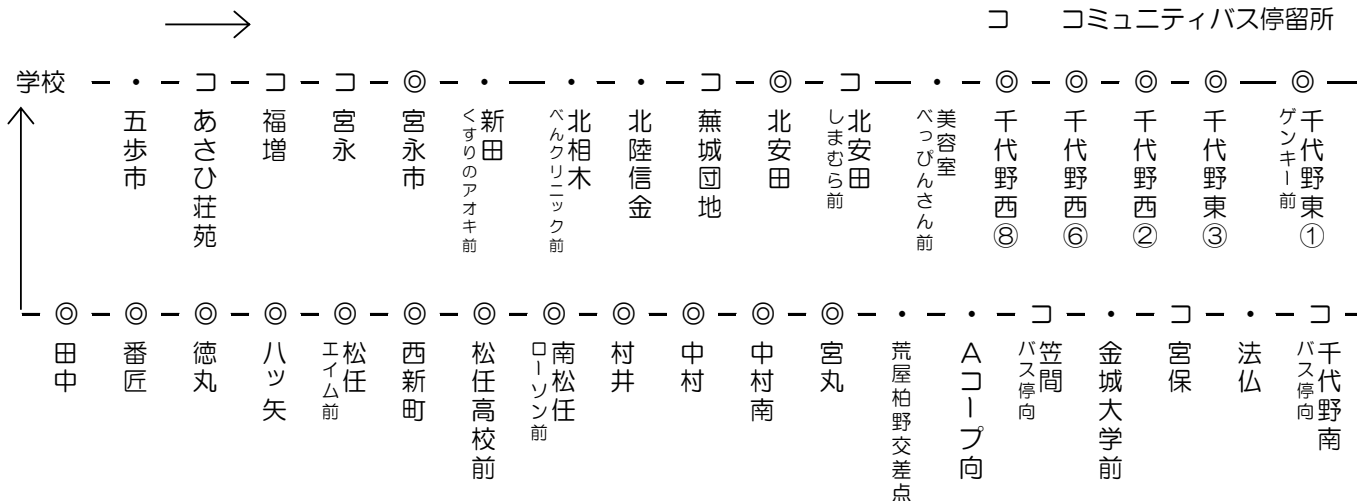 コ　コミュニティバス停留所
学校 ― ・ ― コ ― コ ― コ ― ◎ ― ・ ― ・ ― ・ ― コ ― ◎ ― コ ― ・ ― ◎ ― ◎ ― ◎ ― ◎ ― ◎ ―
五歩市
あさひ荘苑
福増
宮永
宮永市
新田
くすりのアオキ前
北相木
べんクリニック前
北陸信金
蕪城団地
北安田
北安田
しまむら前
美容室
べっぴんさん前
千代野西⑧
千代野西⑥
千代野西②
千代野東③
千代野東①
ゲンキー前
― ◎ ― ◎ ― ◎ ― ◎ ― ◎ ― ◎ ― ◎ ― ◎ ― ◎ ― ◎ ― ◎ ― ◎ ― ・ ― ・ ― コ ― ・ ― コ ― ・ ― コ ―
田中
番匠
徳丸
八ッ矢
松任
エイム前
西新町
松任高校前
南松任
ローソン前
村井
中村
中村南
宮丸
荒屋柏野交差点
Aコープ向
笠間
バス停向
金城大学前
宮保
法仏
千代野南
バス停向